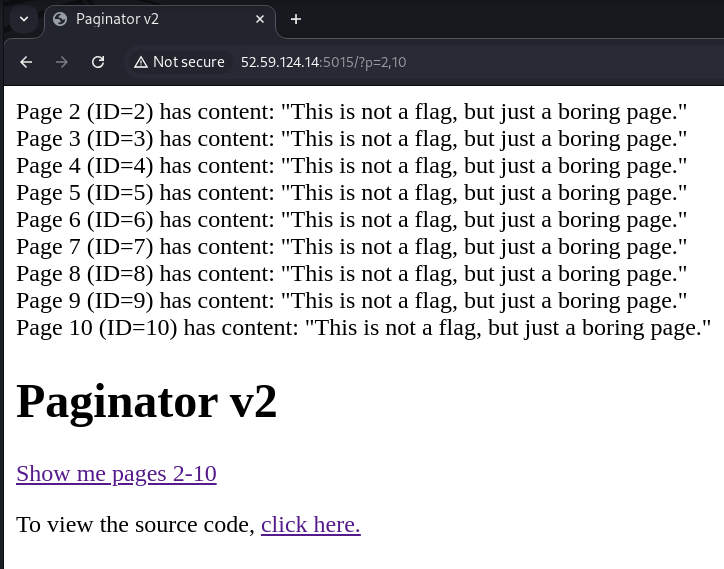 Paginator v2
Not secure 52.59.124.14:5015/?p=2,10
Page 2 (ID=2) has content: "This is not a flag, but just a boring page."
Page 3 (ID=3) has content: "This is not a flag, but just a boring page."
Page 4 (ID=4) has content: "This is not a flag, but just a boring page."
Page 5 (ID=5) has content: "This is not a flag, but just a boring page."
Page 6 (ID=6) has content: "This is not a flag, but just a boring page."
Page 7 (ID=7) has content: "This is not a flag, but just a boring page."
Page 8 (ID=8) has content: "This is not a flag, but just a boring page."
Page 9 (ID=9) has content: "This is not a flag, but just a boring page."
Page 10 (ID=10) has content: "This is not a flag, but just a boring page."
Paginator v2
Show me pages 2-10
To view the source code, click here.